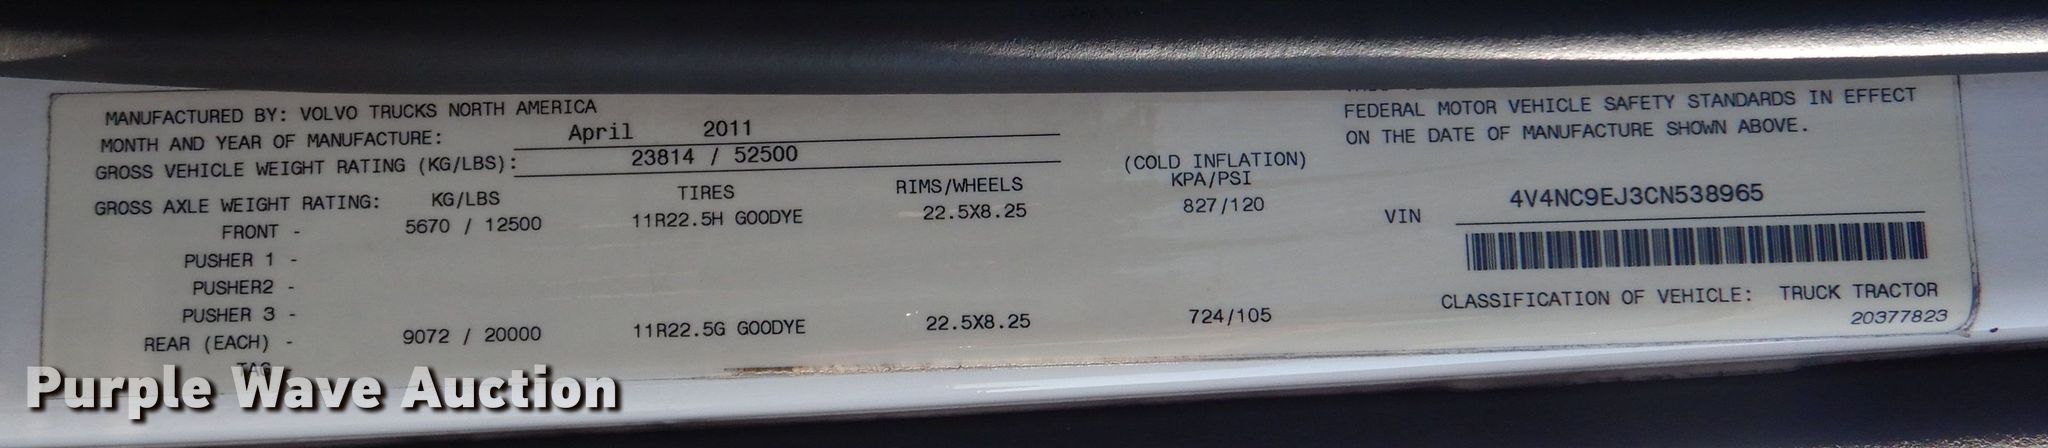 MANUFACTURED BY: VOLVO TRUCKS NORTH AMERICA
MONTH AND YEAR OF MANUFACTURE: April 2011
GROSS VEHICLE WEIGHT RATING (KG/LBS): 23814 / 52500
GROSS AXLE WEIGHT RATING: KG/LBS TIRES RIMS/WHEELS (COLD INFLATION) KPA/PSI
FRONT - 5670 / 12500 11R22.5H GOODYE 22.5X8.25 827/120
PUSHER 1 -
PUSHER2 -
PUSHER 3 -
REAR (EACH) - 9072 / 20000 11R22.5G GOODYE 22.5X8.25 724/105
TAG
FEDERAL MOTOR VEHICLE SAFETY STANDARDS IN EFFECT
ON THE DATE OF MANUFACTURE SHOWN ABOVE.
VIN 4V4NC9EJ3CN538965
CLASSIFICATION OF VEHICLE: TRUCK TRACTOR
20377823
Purple Wave Auction